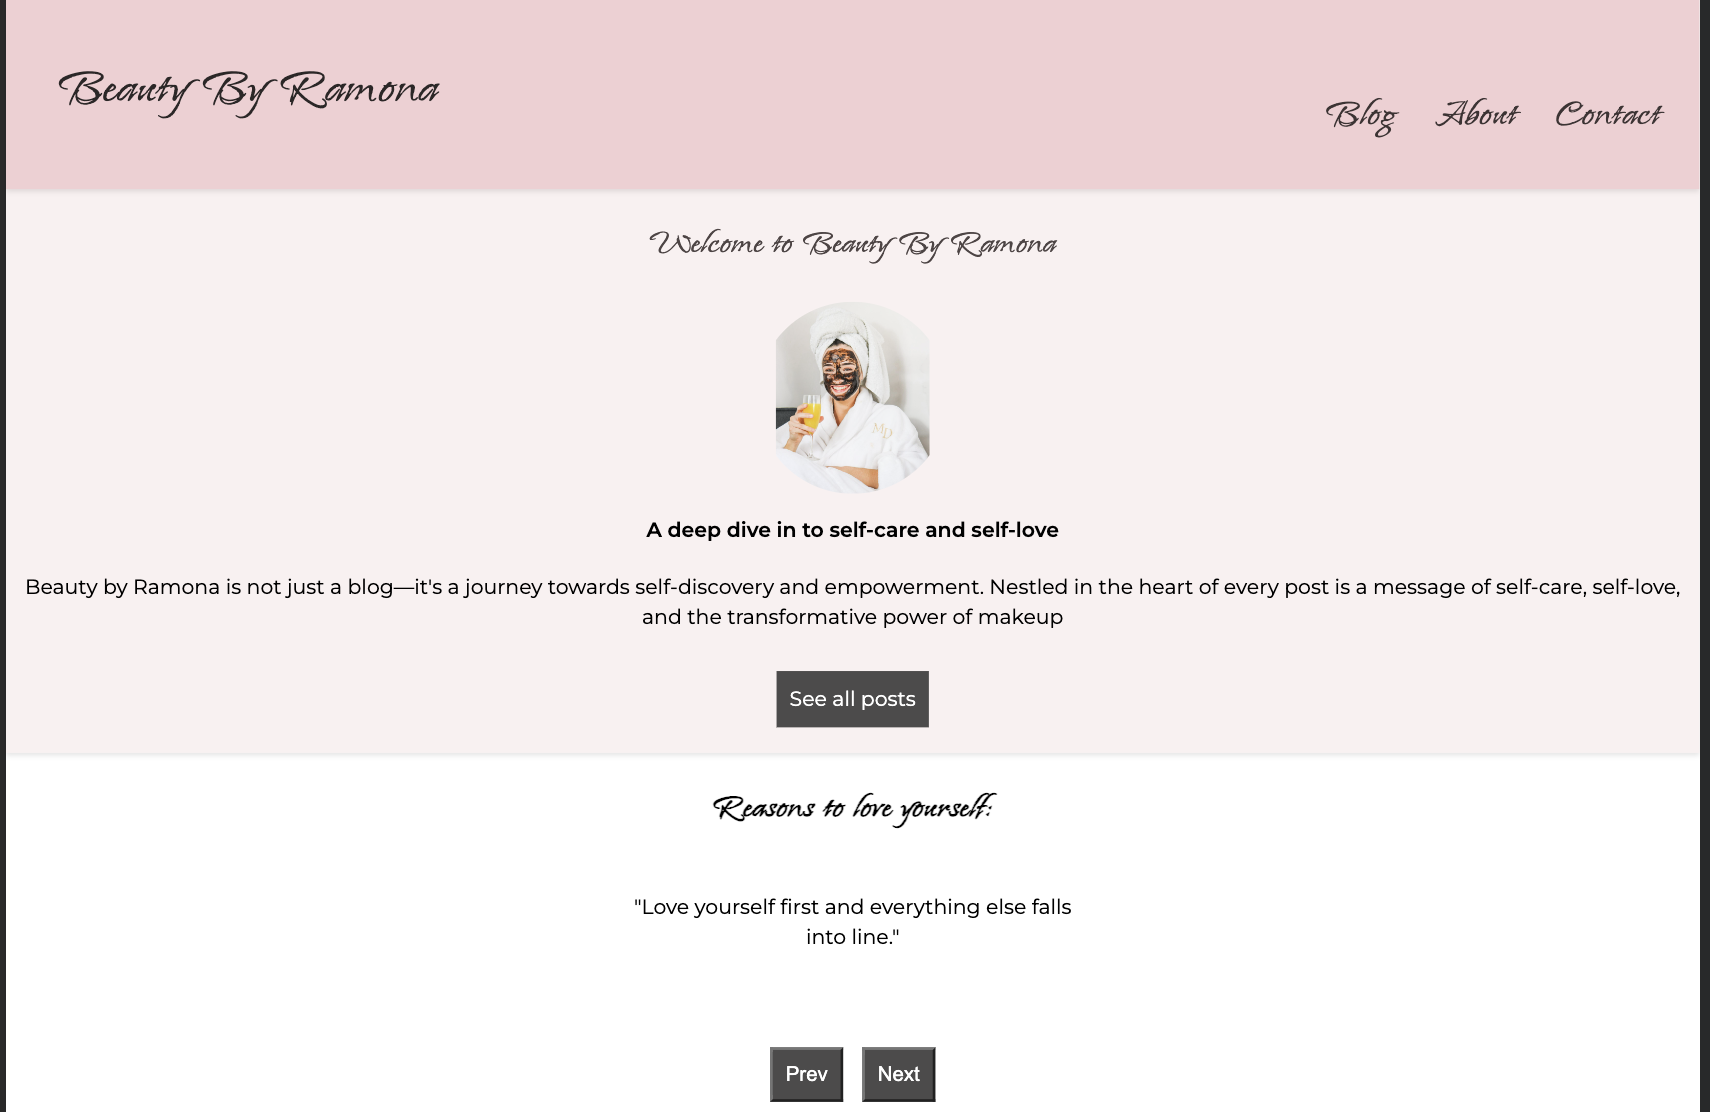 Beauty By Ramona
Blog About Contact
Welcome to Beauty By Ramona
MD
A deep dive in to self-care and self-love
Beauty by Ramona is not just a blog—it's a journey towards self-discovery and empowerment. Nestled in the heart of every post is a message of self-care, self-love,
and the transformative power of makeup
See all posts
Reasons to love yourself:
"Love yourself first and everything else falls
into line."
Prev Next